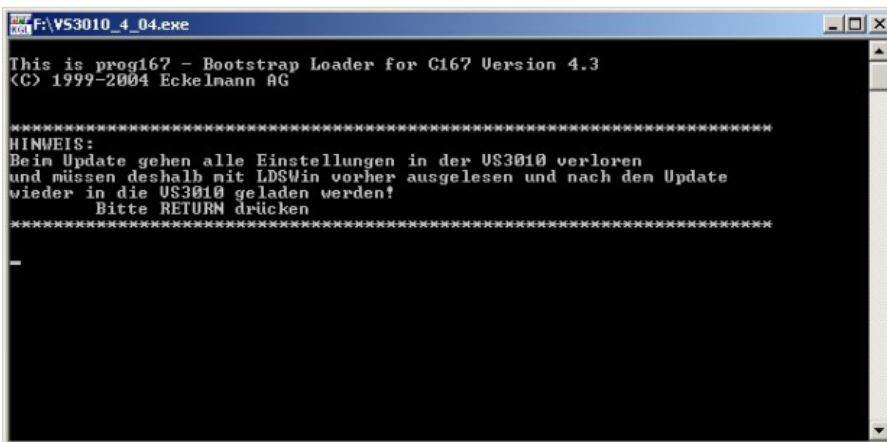 F:\VS3010_4_04.exe
This is prog167 - Bootstrap Loader for C167 Version 4.3
(C) 1999-2004 Eckelmann AG
*************************************************************************
HINWEIS:
Beim Update gehen alle Einstellungen in der VS3010 verloren
und müssen deshalb mit LDSWin vorher ausgelesen und nach dem Update
wieder in die VS3010 geladen werden!
Bitte RETURN drücken
*************************************************************************